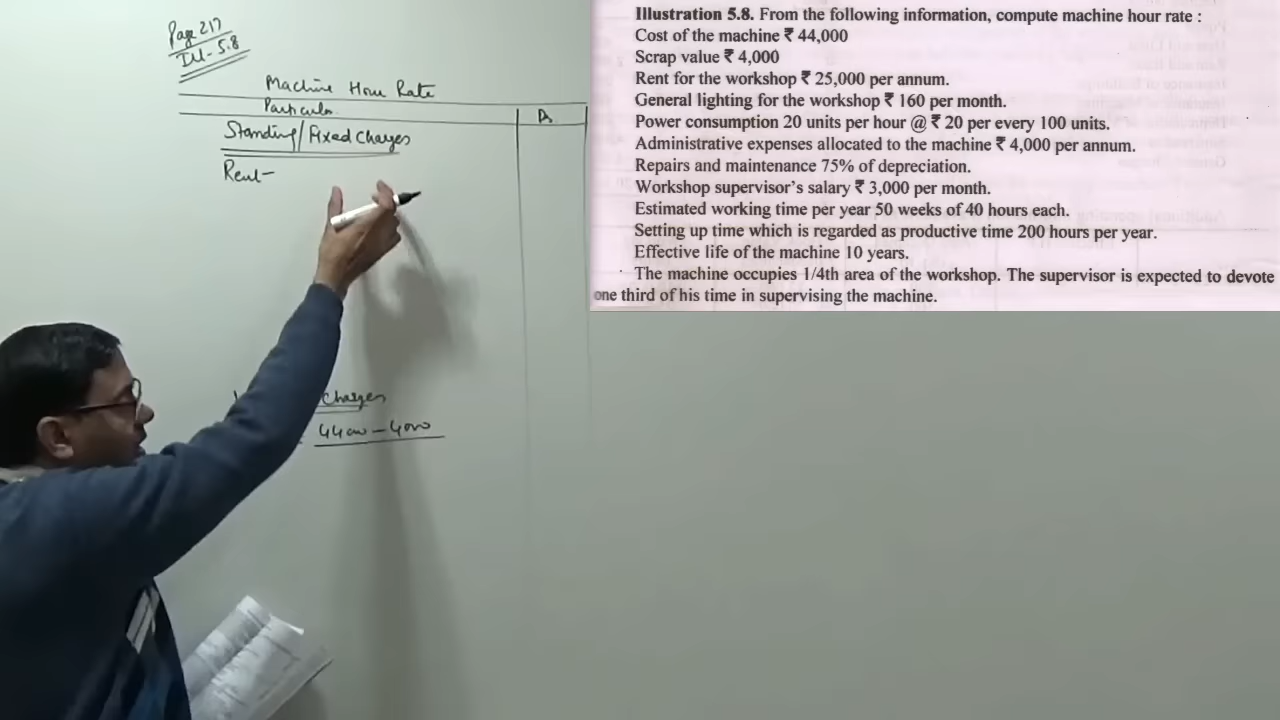 Page 217
Ill - 5.8
Machine Hour Rate
Particular
Standing/Fixed Charges
Rent-
Charges
44000 - 4000
Illustration 5.8. From the following information, compute machine hour rate :
Cost of the machine ₹ 44,000
Scrap value ₹ 4,000
Rent for the workshop ₹ 25,000 per annum.
General lighting for the workshop ₹ 160 per month.
Power consumption 20 units per hour @ ₹ 20 per every 100 units.
Administrative expenses allocated to the machine ₹ 4,000 per annum.
Repairs and maintenance 75% of depreciation.
Workshop supervisor's salary ₹ 3,000 per month.
Estimated working time per year 50 weeks of 40 hours each.
Setting up time which is regarded as productive time 200 hours per year.
Effective life of the machine 10 years.
The machine occupies 1/4th area of the workshop. The supervisor is expected to devote
one third of his time in supervising the machine.